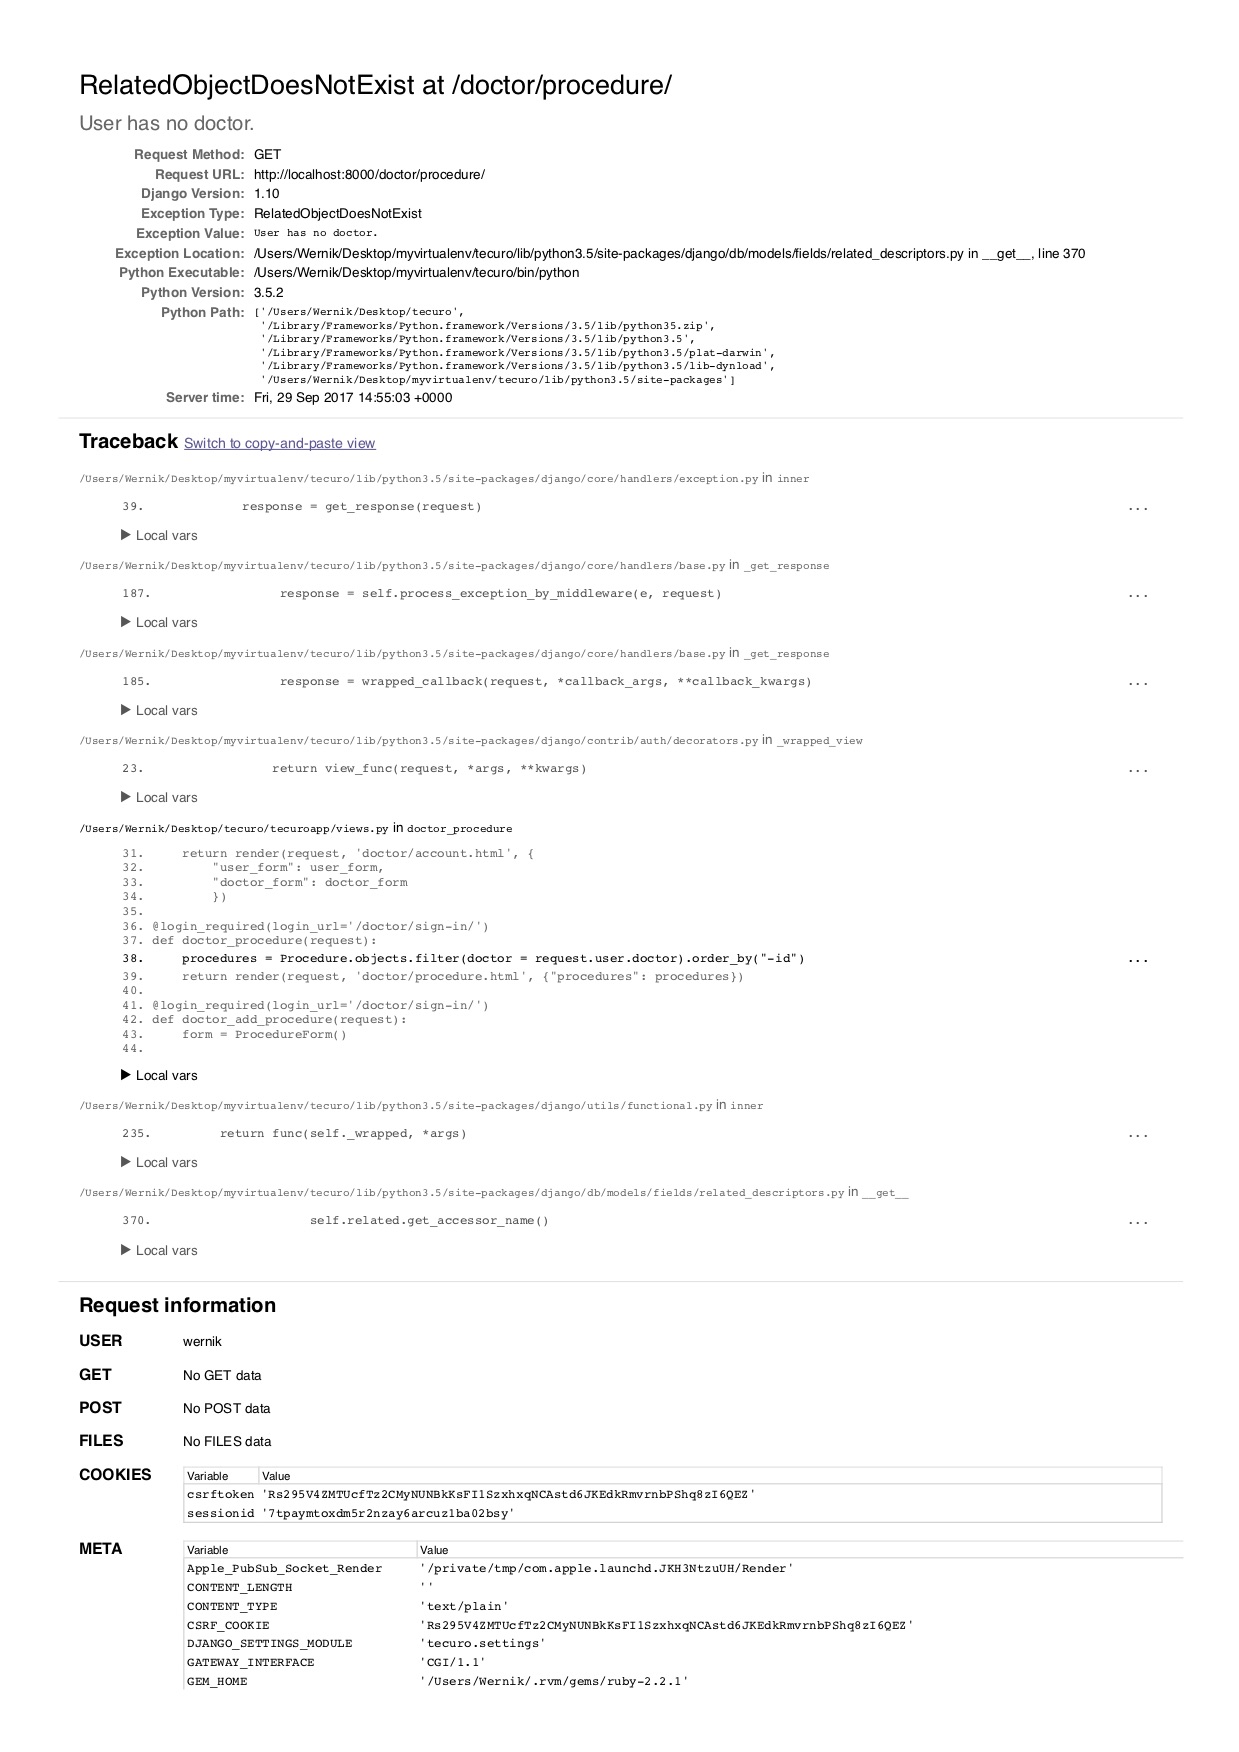 RelatedObjectDoesNotExist at /doctor/procedure/
User has no doctor.
Request Method: GET
Request URL: http://localhost:8000/doctor/procedure/
Django Version: 1.10
Exception Type: RelatedObjectDoesNotExist
Exception Value: User has no doctor.
Exception Location: /Users/Wernik/Desktop/myvirtualenv/tecuro/lib/python3.5/site-packages/django/db/models/fields/related_descriptors.py in __get__, line 370
Python Executable: /Users/Wernik/Desktop/myvirtualenv/tecuro/bin/python
Python Version: 3.5.2
Python Path: ['/Users/Wernik/Desktop/tecuro',
'/Library/Frameworks/Python.framework/Versions/3.5/lib/python35.zip',
'/Library/Frameworks/Python.framework/Versions/3.5/lib/python3.5',
'/Library/Frameworks/Python.framework/Versions/3.5/lib/python3.5/plat-darwin',
'/Library/Frameworks/Python.framework/Versions/3.5/lib/python3.5/lib-dynload',
'/Users/Wernik/Desktop/myvirtualenv/tecuro/lib/python3.5/site-packages']
Server time: Fri, 29 Sep 2017 14:55:03 +0000
Traceback Switch to copy-and-paste view
/Users/Wernik/Desktop/myvirtualenv/tecuro/lib/python3.5/site-packages/django/core/handlers/exception.py in inner
39. response = get_response(request) ...
▶ Local vars
/Users/Wernik/Desktop/myvirtualenv/tecuro/lib/python3.5/site-packages/django/core/handlers/base.py in _get_response
187. response = self.process_exception_by_middleware(e, request) ...
▶ Local vars
/Users/Wernik/Desktop/myvirtualenv/tecuro/lib/python3.5/site-packages/django/core/handlers/base.py in _get_response
185. response = wrapped_callback(request, *callback_args, **callback_kwargs) ...
▶ Local vars
/Users/Wernik/Desktop/myvirtualenv/tecuro/lib/python3.5/site-packages/django/contrib/auth/decorators.py in _wrapped_view
23. return view_func(request, *args, **kwargs) ...
▶ Local vars
/Users/Wernik/Desktop/tecuro/tecuroapp/views.py in doctor_procedure
31. return render(request, 'doctor/account.html', {
32. "user_form": user_form,
33. "doctor_form": doctor_form
34. })
35.
36. @login_required(login_url='/doctor/sign-in/')
37. def doctor_procedure(request):
38. procedures = Procedure.objects.filter(doctor = request.user.doctor).order_by("-id") ...
39. return render(request, 'doctor/procedure.html', {"procedures": procedures})
40.
41. @login_required(login_url='/doctor/sign-in/')
42. def doctor_add_procedure(request):
43. form = ProcedureForm()
44.
▶ Local vars
/Users/Wernik/Desktop/myvirtualenv/tecuro/lib/python3.5/site-packages/django/utils/functional.py in inner
235. return func(self._wrapped, *args) ...
▶ Local vars
/Users/Wernik/Desktop/myvirtualenv/tecuro/lib/python3.5/site-packages/django/db/models/fields/related_descriptors.py in __get__
370. self.related.get_accessor_name() ...
▶ Local vars
Request information
USER wernik
GET No GET data
POST No POST data
FILES No FILES data
COOKIES Variable Value
csrftoken 'Rs295V4ZMTUcfTz2CMyNUNBkKsFI1SzxhxqNCAstd6JKEdkRmvrnbPShq8zI6QEZ'
sessionid '7tpaymtoxdm5r2nzay6arcuz1ba02bsy'
META Variable Value
Apple_PubSub_Socket_Render '/private/tmp/com.apple.launchd.JKH3NtzuUH/Render'
CONTENT_LENGTH ''
CONTENT_TYPE 'text/plain'
CSRF_COOKIE 'Rs295V4ZMTUcfTz2CMyNUNBkKsFI1SzxhxqNCAstd6JKEdkRmvrnbPShq8zI6QEZ'
DJANGO_SETTINGS_MODULE 'tecuro.settings'
GATEWAY_INTERFACE 'CGI/1.1'
GEM_HOME '/Users/Wernik/.rvm/gems/ruby-2.2.1'